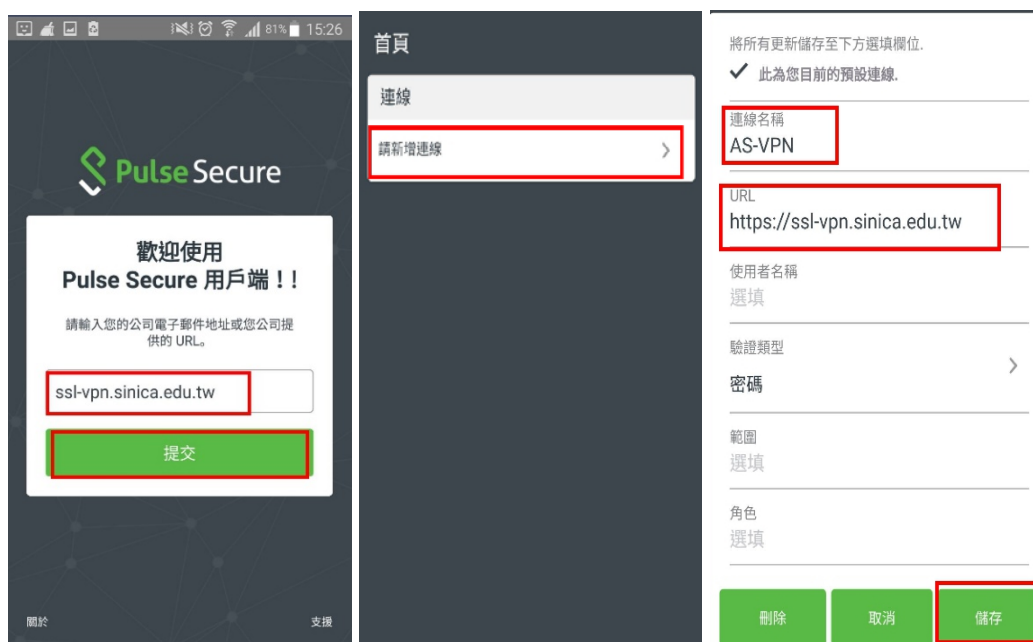 81% 15:26
Pulse Secure
歡迎使用
Pulse Secure 用戶端！!
請輸入您的公司電子郵件地址或您公司提
供的 URL。
ssl-vpn.sinica.edu.tw
提交
關於
支援
首頁
連線
請新增連線
將所有更新儲存至下方選填欄位.
此為您目前的預設連線.
連線名稱
AS-VPN
URL
https://ssl-vpn.sinica.edu.tw
使用者名稱
選填
驗證類型
密碼
範圍
選填
角色
選填
刪除
取消
儲存